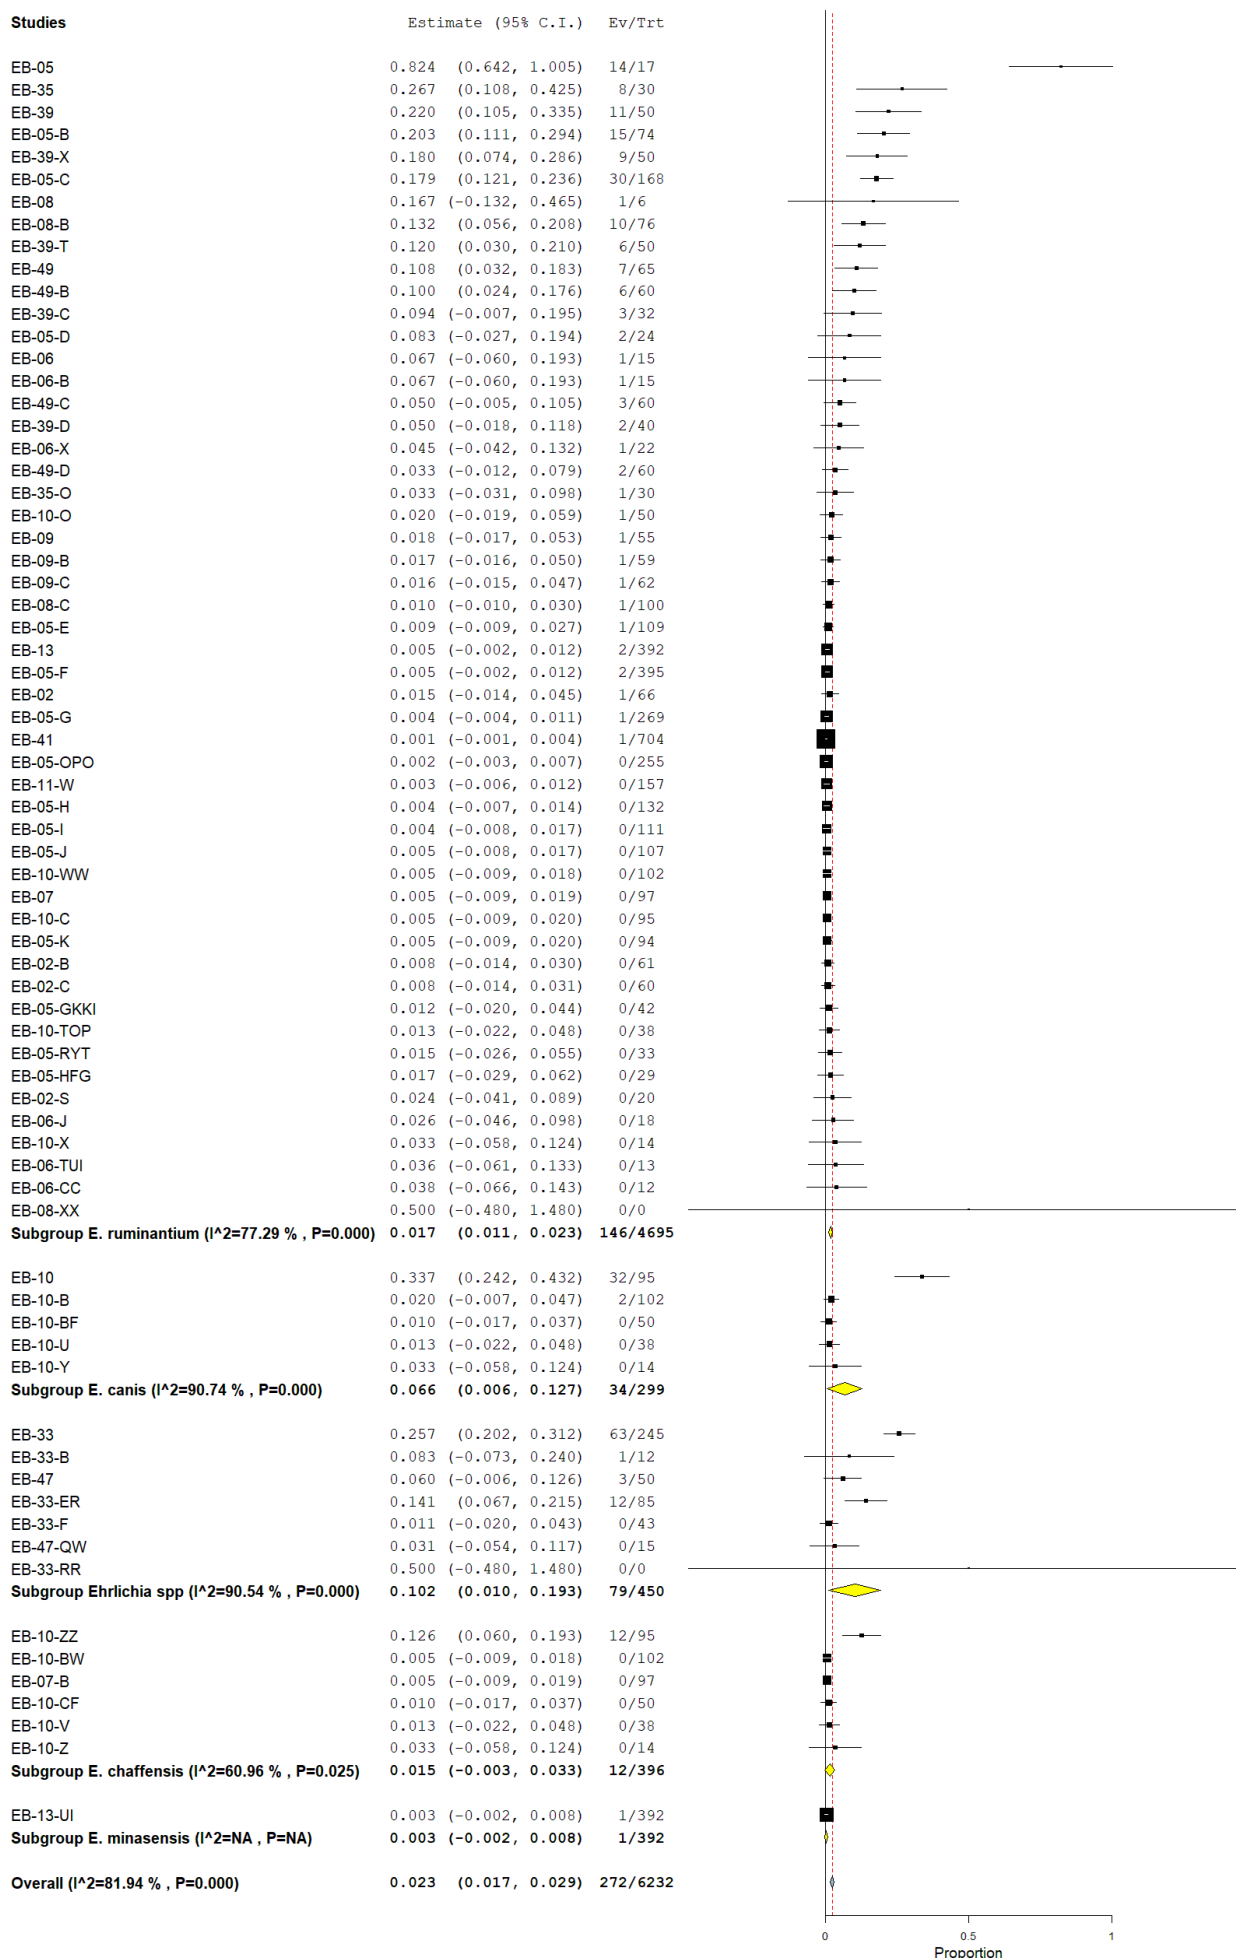 Studies Estimate (95% C.I.) Ev/Trt
EB-05 0.824 (0.642, 1.005) 14/17
EB-35 0.267 (0.108, 0.425) 8/30
EB-39 0.220 (0.105, 0.335) 11/50
EB-05-B 0.203 (0.111, 0.294) 15/74
EB-39-X 0.180 (0.074, 0.286) 9/50
EB-05-C 0.179 (0.121, 0.236) 30/168
EB-08 0.167 (-0.132, 0.465) 1/6
EB-08-B 0.132 (0.056, 0.208) 10/76
EB-39-T 0.120 (0.030, 0.210) 6/50
EB-49 0.108 (0.032, 0.183) 7/65
EB-49-B 0.100 (0.024, 0.176) 6/60
EB-39-C 0.094 (-0.007, 0.195) 3/32
EB-05-D 0.083 (-0.027, 0.194) 2/24
EB-06 0.067 (-0.060, 0.193) 1/15
EB-06-B 0.067 (-0.060, 0.193) 1/15
EB-49-C 0.050 (-0.005, 0.105) 3/60
EB-39-D 0.050 (-0.018, 0.118) 2/40
EB-06-X 0.045 (-0.042, 0.132) 1/22
EB-49-D 0.033 (-0.012, 0.079) 2/60
EB-35-O 0.033 (-0.031, 0.098) 1/30
EB-10-O 0.020 (-0.019, 0.059) 1/50
EB-09 0.018 (-0.017, 0.053) 1/55
EB-09-B 0.017 (-0.016, 0.050) 1/59
EB-09-C 0.016 (-0.015, 0.047) 1/62
EB-08-C 0.010 (-0.010, 0.030) 1/100
EB-05-E 0.009 (-0.009, 0.027) 1/109
EB-13 0.005 (-0.002, 0.012) 2/392
EB-05-F 0.005 (-0.002, 0.012) 2/395
EB-02 0.015 (-0.014, 0.045) 1/66
EB-05-G 0.004 (-0.004, 0.011) 1/269
EB-41 0.001 (-0.001, 0.004) 1/704
EB-05-OPO 0.002 (-0.003, 0.007) 0/255
EB-11-W 0.003 (-0.006, 0.012) 0/157
EB-05-H 0.004 (-0.007, 0.014) 0/132
EB-05-I 0.004 (-0.008, 0.017) 0/111
EB-05-J 0.005 (-0.008, 0.017) 0/107
EB-10-WW 0.005 (-0.009, 0.018) 0/102
EB-07 0.005 (-0.009, 0.019) 0/97
EB-10-C 0.005 (-0.009, 0.020) 0/95
EB-05-K 0.005 (-0.009, 0.020) 0/94
EB-02-B 0.008 (-0.014, 0.030) 0/61
EB-02-C 0.008 (-0.014, 0.031) 0/60
EB-05-GKKI 0.012 (-0.020, 0.044) 0/42
EB-10-TOP 0.013 (-0.022, 0.048) 0/38
EB-05-RYT 0.015 (-0.026, 0.055) 0/33
EB-05-HFG 0.017 (-0.029, 0.062) 0/29
EB-02-S 0.024 (-0.041, 0.089) 0/20
EB-06-J 0.026 (-0.046, 0.098) 0/18
EB-10-X 0.033 (-0.058, 0.124) 0/14
EB-06-TUI 0.036 (-0.061, 0.133) 0/13
EB-06-CC 0.038 (-0.066, 0.143) 0/12
EB-08-XX 0.500 (-0.480, 1.480) 0/0
Subgroup E. ruminantium (I^2=77.29 % , P=0.000) 0.017 (0.011, 0.023) 146/4695
EB-10 0.337 (0.242, 0.432) 32/95
EB-10-B 0.020 (-0.007, 0.047) 2/102
EB-10-BF 0.010 (-0.017, 0.037) 0/50
EB-10-U 0.013 (-0.022, 0.048) 0/38
EB-10-Y 0.033 (-0.058, 0.124) 0/14
Subgroup E. canis (I^2=90.74 % , P=0.000) 0.066 (0.006, 0.127) 34/299
EB-33 0.257 (0.202, 0.312) 63/245
EB-33-B 0.083 (-0.073, 0.240) 1/12
EB-47 0.060 (-0.006, 0.126) 3/50
EB-33-ER 0.141 (0.067, 0.215) 12/85
EB-33-F 0.011 (-0.020, 0.043) 0/43
EB-47-QW 0.031 (-0.054, 0.117) 0/15
EB-33-RR 0.500 (-0.480, 1.480) 0/0
Subgroup Ehrlichia spp (I^2=90.54 % , P=0.000) 0.102 (0.010, 0.193) 79/450
EB-10-ZZ 0.126 (0.060, 0.193) 12/95
EB-10-BW 0.005 (-0.009, 0.018) 0/102
EB-07-B 0.005 (-0.009, 0.019) 0/97
EB-10-CF 0.010 (-0.017, 0.037) 0/50
EB-10-V 0.013 (-0.022, 0.048) 0/38
EB-10-Z 0.033 (-0.058, 0.124) 0/14
Subgroup E. chaffensis (I^2=60.96 % , P=0.025) 0.015 (-0.003, 0.033) 12/396
EB-13-UI 0.003 (-0.002, 0.008) 1/392
Subgroup E. minasensis (I^2=NA , P=NA) 0.003 (-0.002, 0.008) 1/392
Overall (I^2=81.94 % , P=0.000) 0.023 (0.017, 0.029) 272/6232
0 0.5 1
Proportion